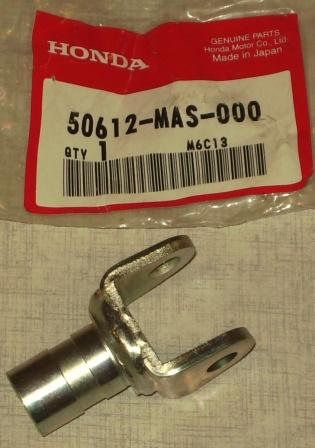 HONDA
GENUINE PARTS
Honda Motor Co., Ltd.
Made in Japan
50612-MAS-000
QTY 1 M6C13